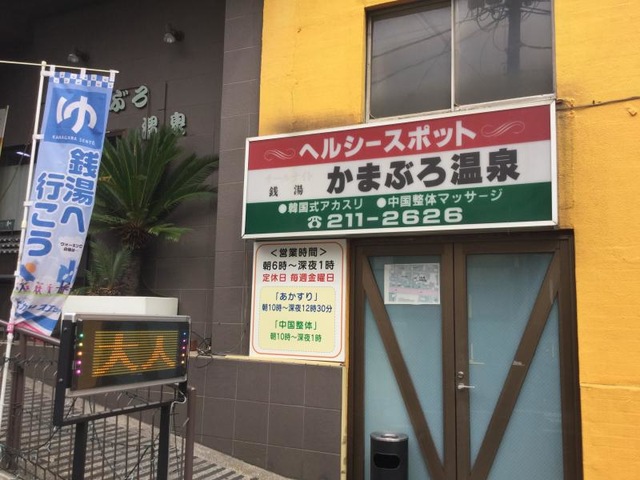 ヘルシースポット
銭湯 かまぶろ温泉
●韓国式アカスリ ●中国整体マッサージ
☎211-2626
<営業時間>
朝6時〜深夜1時
定休日 毎週金曜日
「あかすり」
朝10時〜深夜12時30分
「中国整体」
朝10時〜深夜1時
ゆ
KANAGAWA SENTO
銭湯へ
行こう
ぶろ
温泉
大人